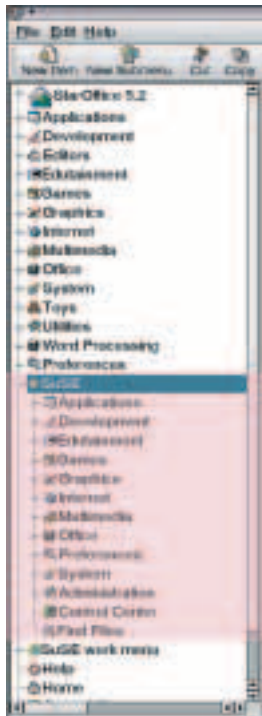 File Edit Help
New Item New Submenu Cut Copy
StarOffice 5.2
Applications
Development
Editors
Edutainment
Games
Graphics
Internet
Multimedia
Office
System
Toys
Utilities
Word Processing
Preferences
SuSE
Applications
Development
Edutainment
Games
Graphics
Internet
Multimedia
Office
Preferences
System
Administration
Control Center
Find Files
SuSE work menu
Help
Home